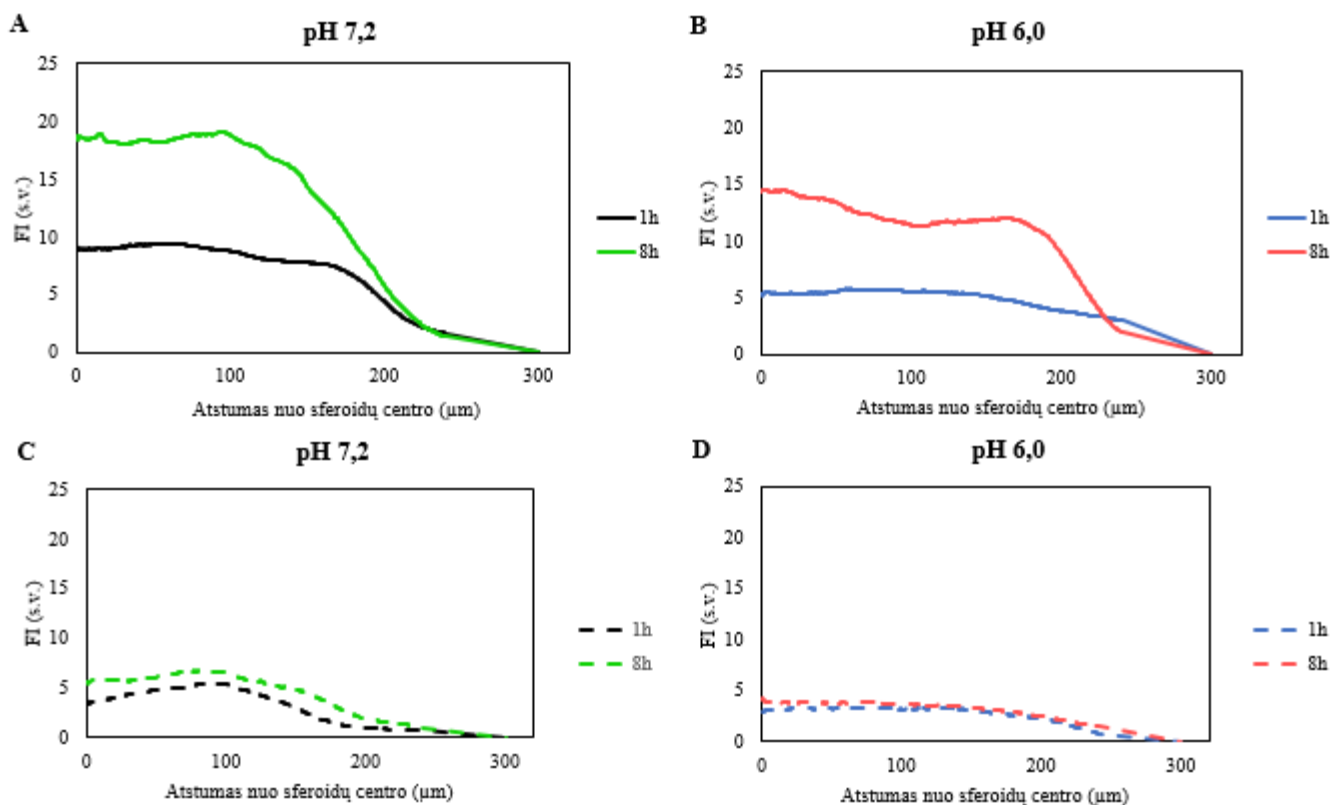 A
pH 7,2
25
20
15
10
5
0
FI (s.v.)
0 100 200 300
Atstumas nuo sferoidų centro (µm)
1h
8h
B
pH 6,0
25
20
15
10
5
0
FI (s.v.)
0 100 200 300
Atstumas nuo sferoidų centro (µm)
1h
8h
C
pH 7,2
25
20
15
10
5
0
FI (s.v.)
0 100 200 300
Atstumas nuo sferoidų centro (µm)
1h
8h
D
pH 6,0
25
20
15
10
5
0
FI (s.v.)
0 100 200 300
Atstumas nuo sferoidų centro (µm)
1h
8h